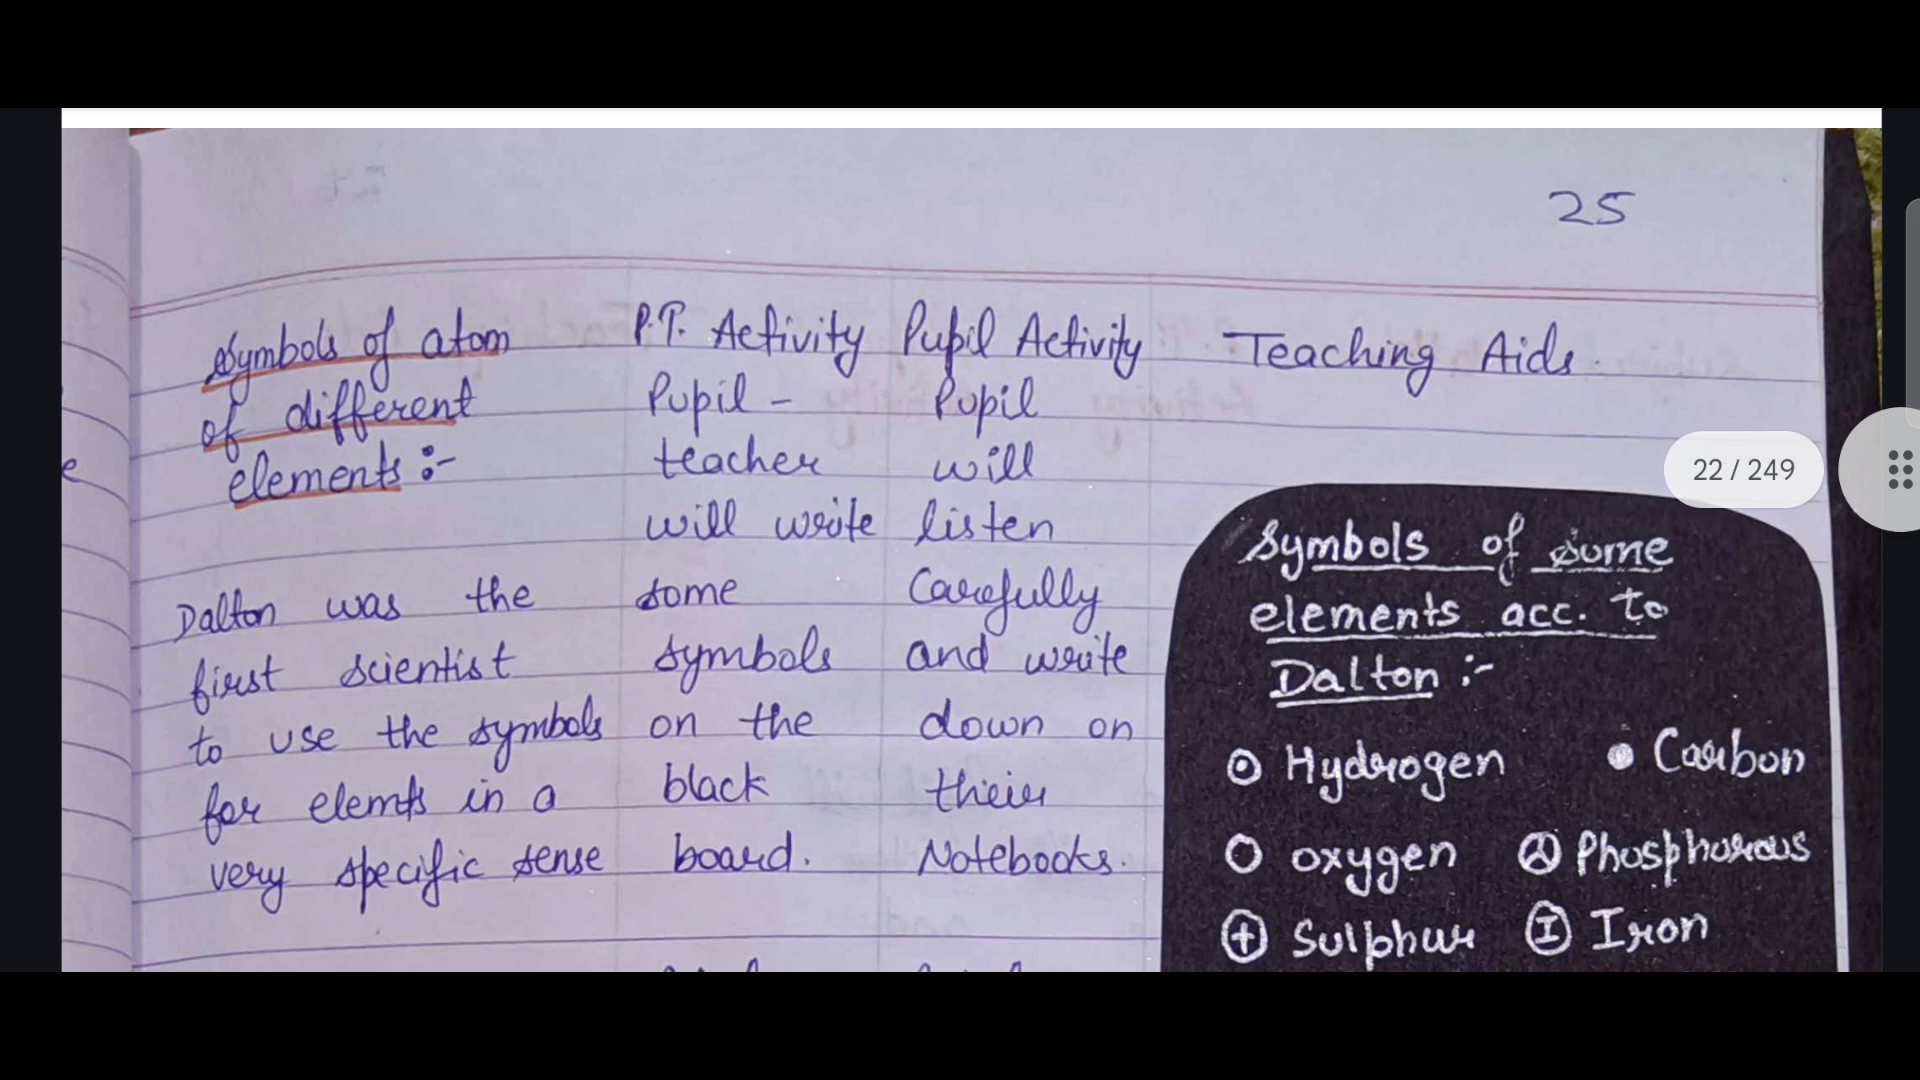 25
Symbols of atom
of different
elements :-
Dalton was the
first scientist
to use the symbols
for elemts in a
very specific sense
P.T. Activity
Pupil -
teacher
will write
some
symbols
on the
black
board.
Pupil Activity
Pupil
will
listen
Carefully
and write
down on
their
Notebooks.
Teaching Aids.
Symbols of some
elements acc. to
Dalton :-
Hydrogen
Carbon
oxygen
Phosphorous
Sulphur
I Iron
22 / 249
e